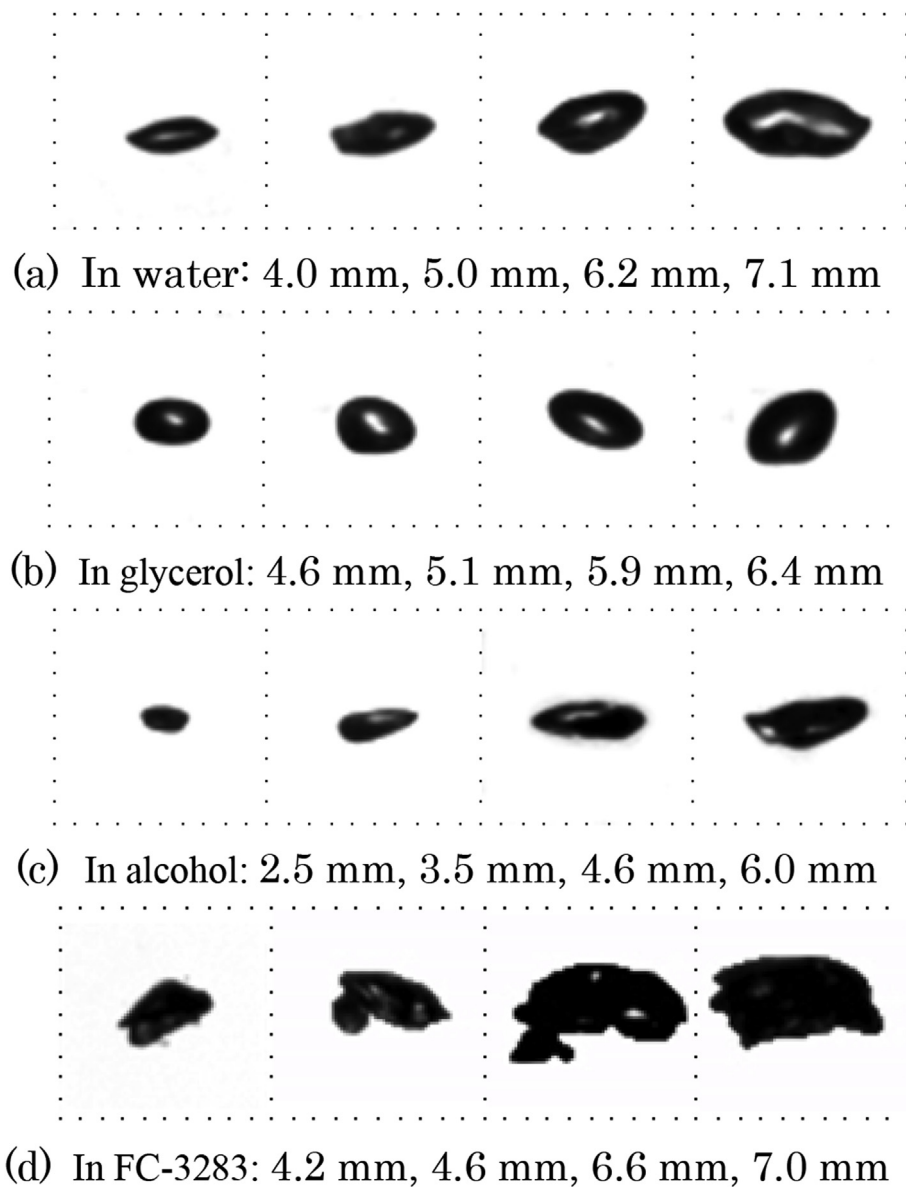 (a) In water: 4.0 mm, 5.0 mm, 6.2 mm, 7.1 mm
(b) In glycerol: 4.6 mm, 5.1 mm, 5.9 mm, 6.4 mm
(c) In alcohol: 2.5 mm, 3.5 mm, 4.6 mm, 6.0 mm
(d) In FC-3283: 4.2 mm, 4.6 mm, 6.6 mm, 7.0 mm